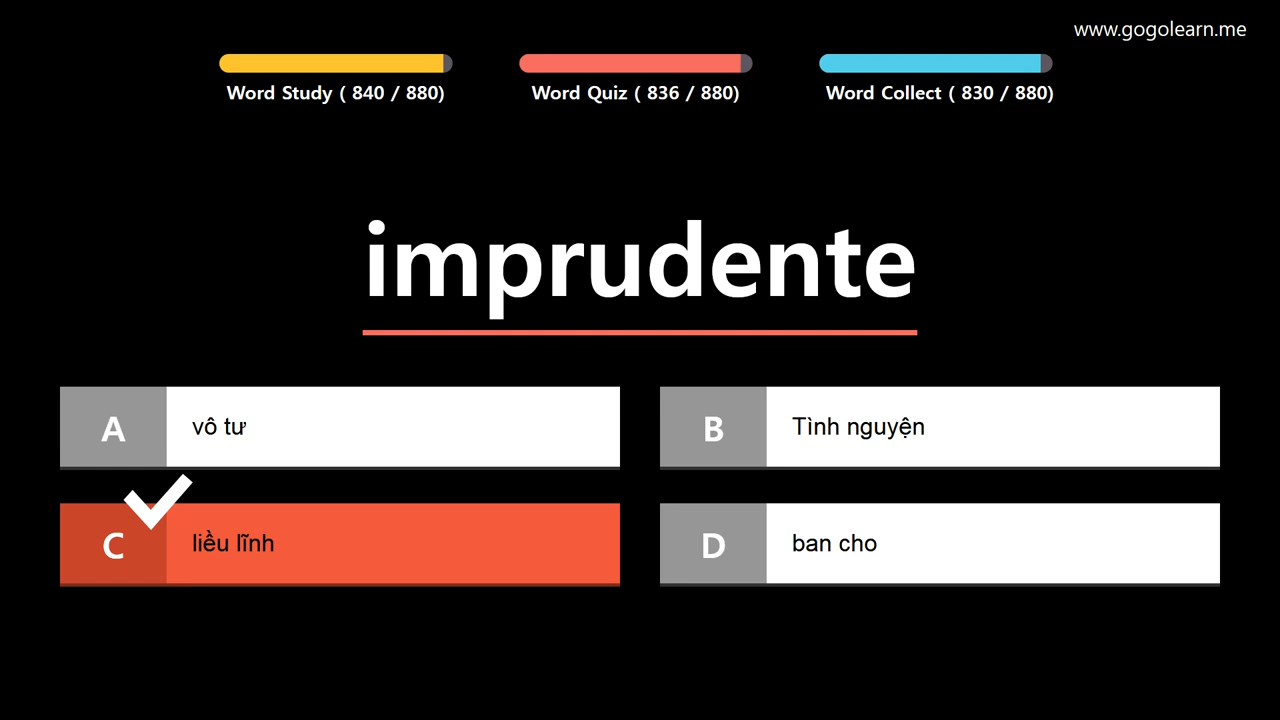 www.gogolearn.me
Word Study ( 840 / 880)
Word Quiz ( 836 / 880)
Word Collect ( 830 / 880)
imprudente
A vô tư
B Tình nguyện
C liều lĩnh
D ban cho